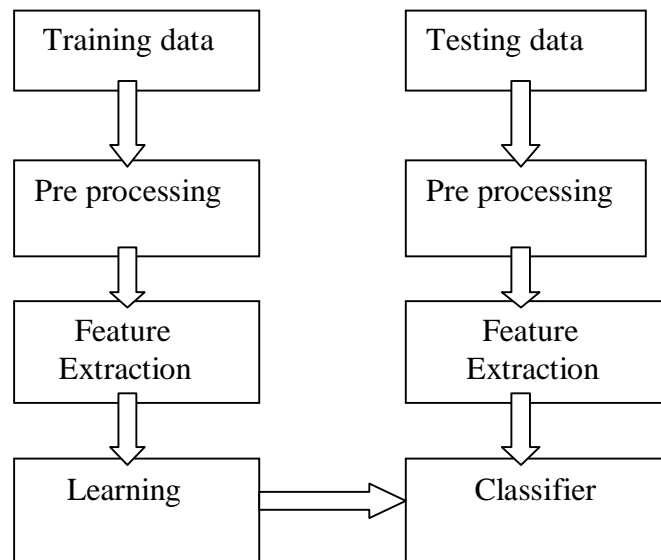 Training data
Testing data
Pre processing
Pre processing
Feature
Extraction
Feature
Extraction
Learning
Classifier